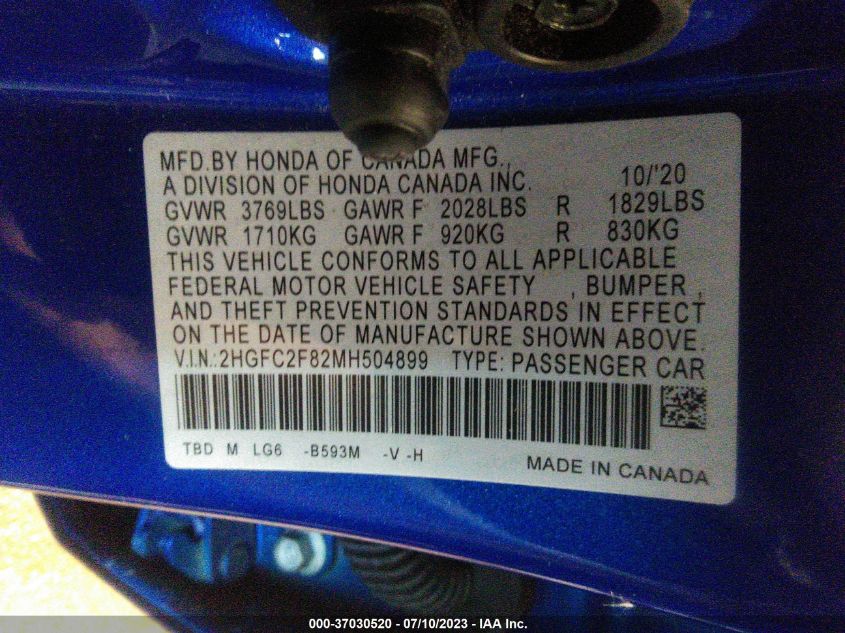 MFD.BY HONDA OF CANADA MFG.,
A DIVISION OF HONDA CANADA INC. 10/'20
GVWR 3769LBS GAWR F 2028LBS R 1829LBS
GVWR 1710KG GAWR F 920KG R 830KG
THIS VEHICLE CONFORMS TO ALL APPLICABLE
FEDERAL MOTOR VEHICLE SAFETY , BUMPER ,
AND THEFT PREVENTION STANDARDS IN EFFECT
ON THE DATE OF MANUFACTURE SHOWN ABOVE.
V.I.N.:2HGFC2F82MH504899 TYPE: PASSENGER CAR
TBD M LG6 -B593M -V -H
MADE IN CANADA
000-37030520 - 07/10/2023 - IAA Inc.